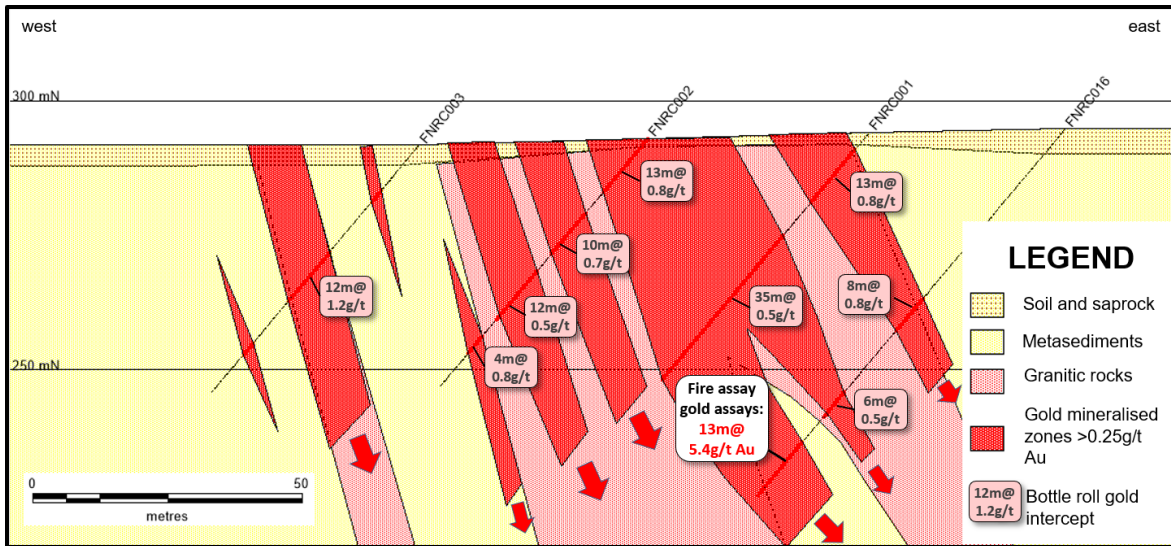 west
east
300 mN
FNRC003
FNRC002
FNRC001
FNRC016
13m@
0.8g/t
13m@
0.8g/t
10m@
0.7g/t
12m@
1.2g/t
12m@
0.5g/t
35m@
0.5g/t
8m@
0.8g/t
4m@
0.8g/t
250 mN
6m@
0.5g/t
Fire assay
gold assays:
13m@
5.4g/t Au
0
50
metres
LEGEND
Soil and saprock
Metasediments
Granitic rocks
Gold mineralised
zones >0.25g/t
Au
12m@
1.2g/t
Bottle roll gold
intercept